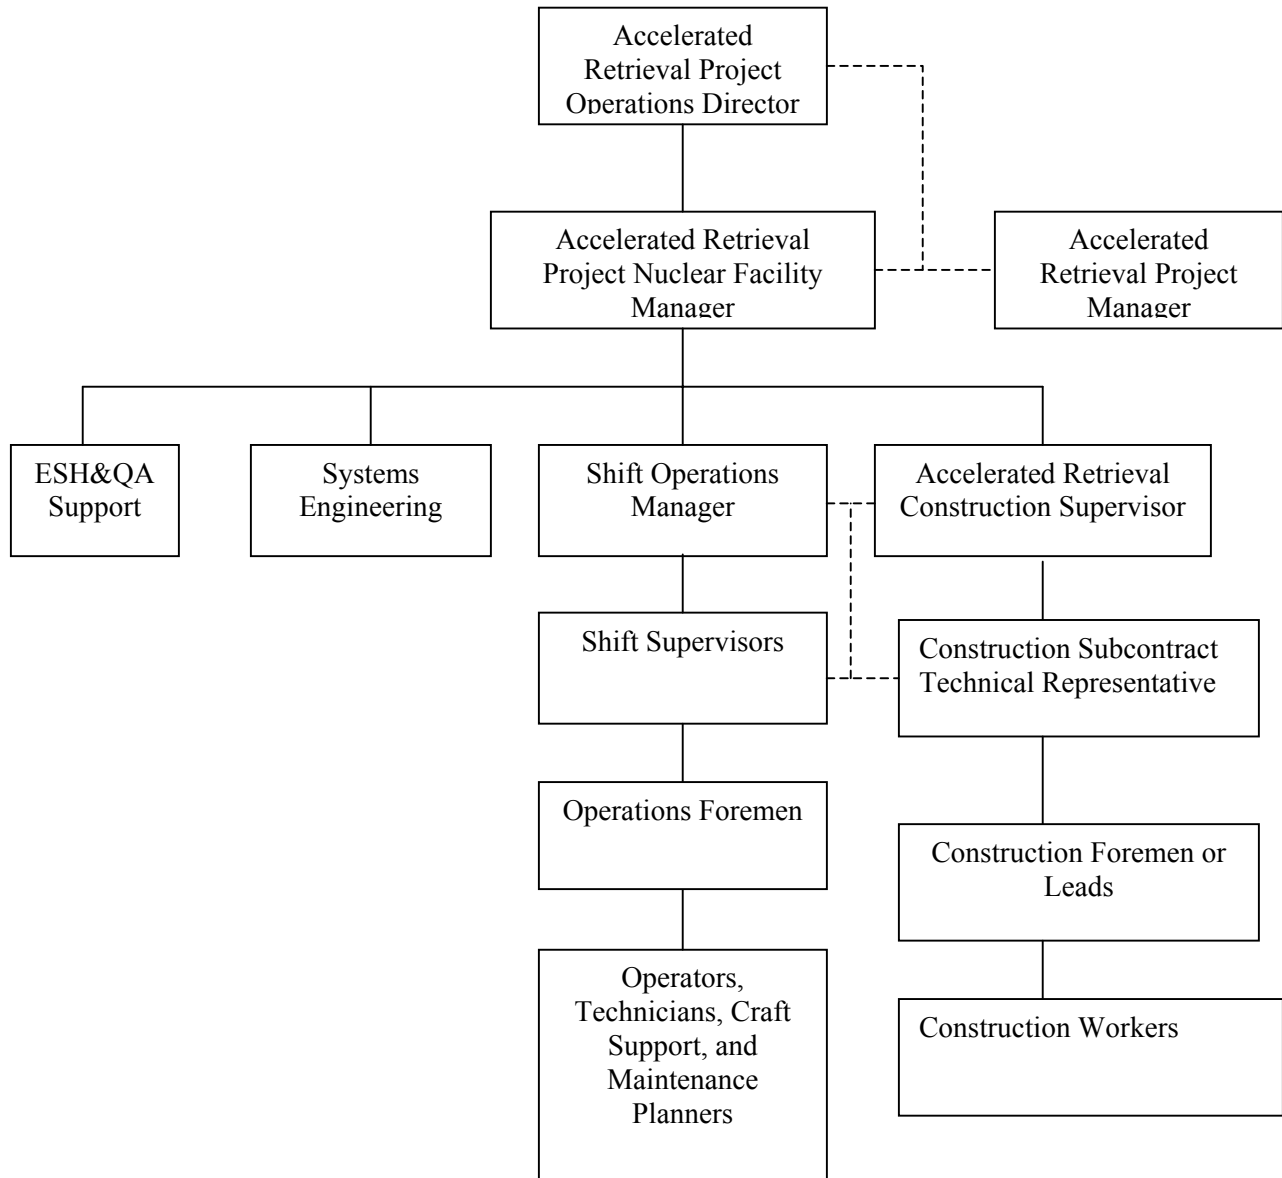 Accelerated
Retrieval Project
Operations Director
Accelerated Retrieval
Project Nuclear Facility
Manager
Accelerated
Retrieval Project
Manager
ESH&QA
Support
Systems
Engineering
Shift Operations
Manager
Accelerated Retrieval
Construction Supervisor
Shift Supervisors
Construction Subcontract
Technical Representative
Operations Foremen
Construction Foremen or
Leads
Operators,
Technicians, Craft
Support, and
Maintenance
Planners
Construction Workers